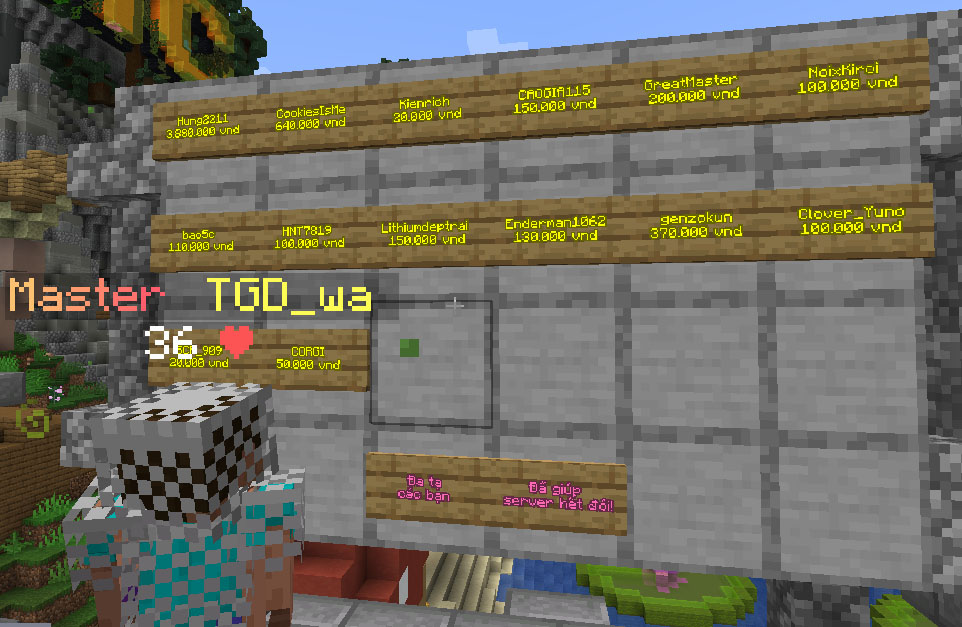 Hung2211
3.980.000 vnd
CookiesIsMe
640.000 vnd
Kienrich
20.000 vnd
CAOGIA115
150.000 vnd
GreatMaster
200.000 vnd
NoixKiroi
100.000 vnd
bao5c
110.000 vnd
HNT7819
100.000 vnd
Lithiumdeptrai
150.000 vnd
Enderman1062
130.000 vnd
genzokun
370.000 vnd
Clover_Yuno
100.000 vnd
Master TGD_wa
36
20.000 vnd
CORGI
50.000 vnd
Đa tạ
các bạn
Đã giúp
server hết đói!